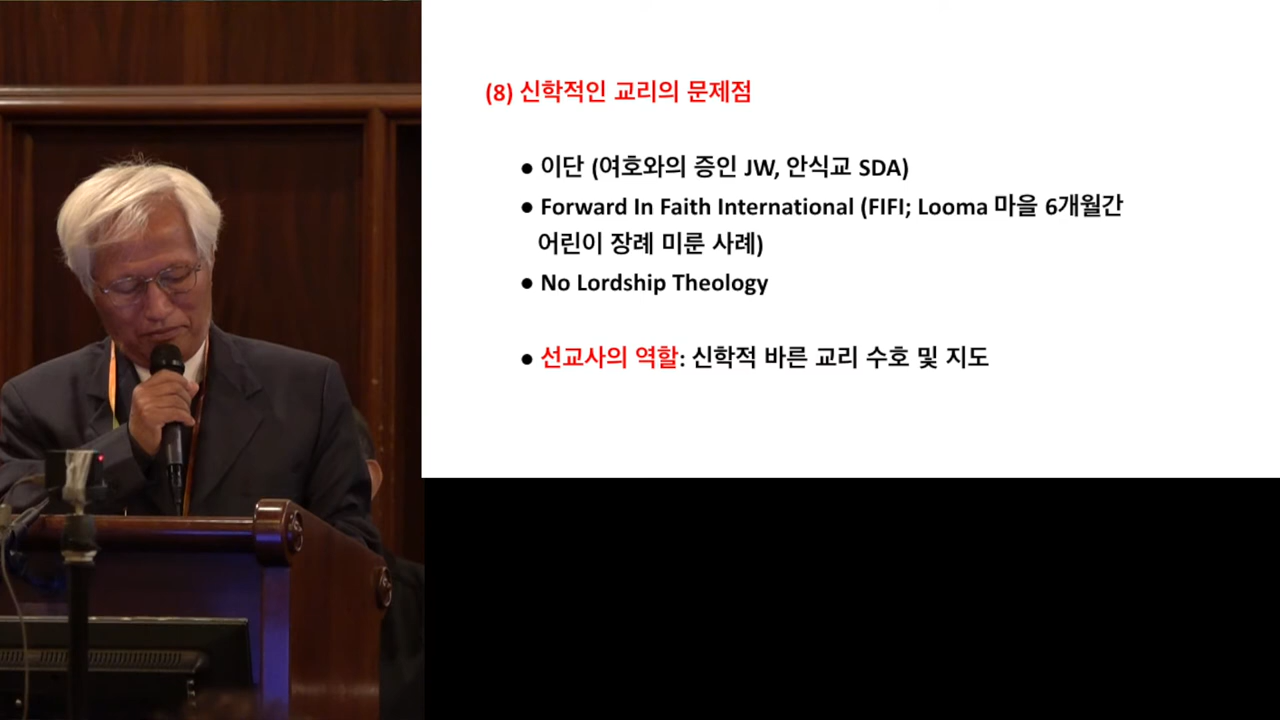 (8) 신학적인 교리의 문제점
● 이단 (여호와의 증인 JW, 안식교 SDA)
● Forward In Faith International (FIFI; Looma 마을 6개월간
어린이 장례 미룬 사례)
● No Lordship Theology
● 선교사의 역할: 신학적 바른 교리 수호 및 지도